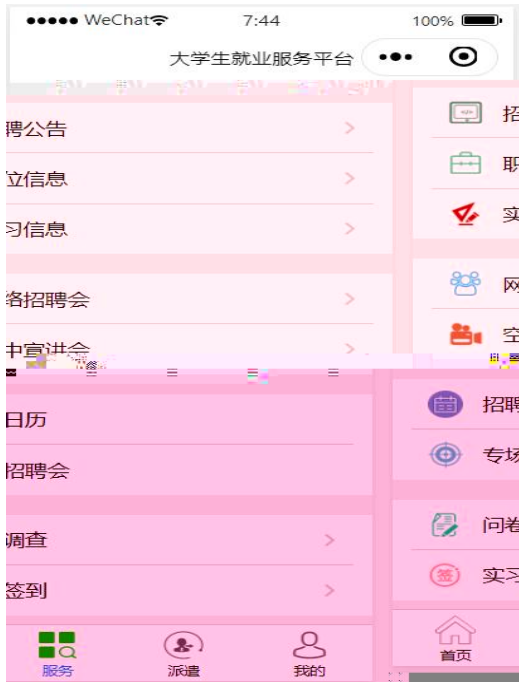 WeChat 7:44 100%
大学生就业服务平台
聘公告
招
位信息
职
习信息
实
络招聘会
网
中宣讲会
空
日历
招聘
招聘会
专场
调查
问卷
签到
签 实习
服务
派遣
我的
首页